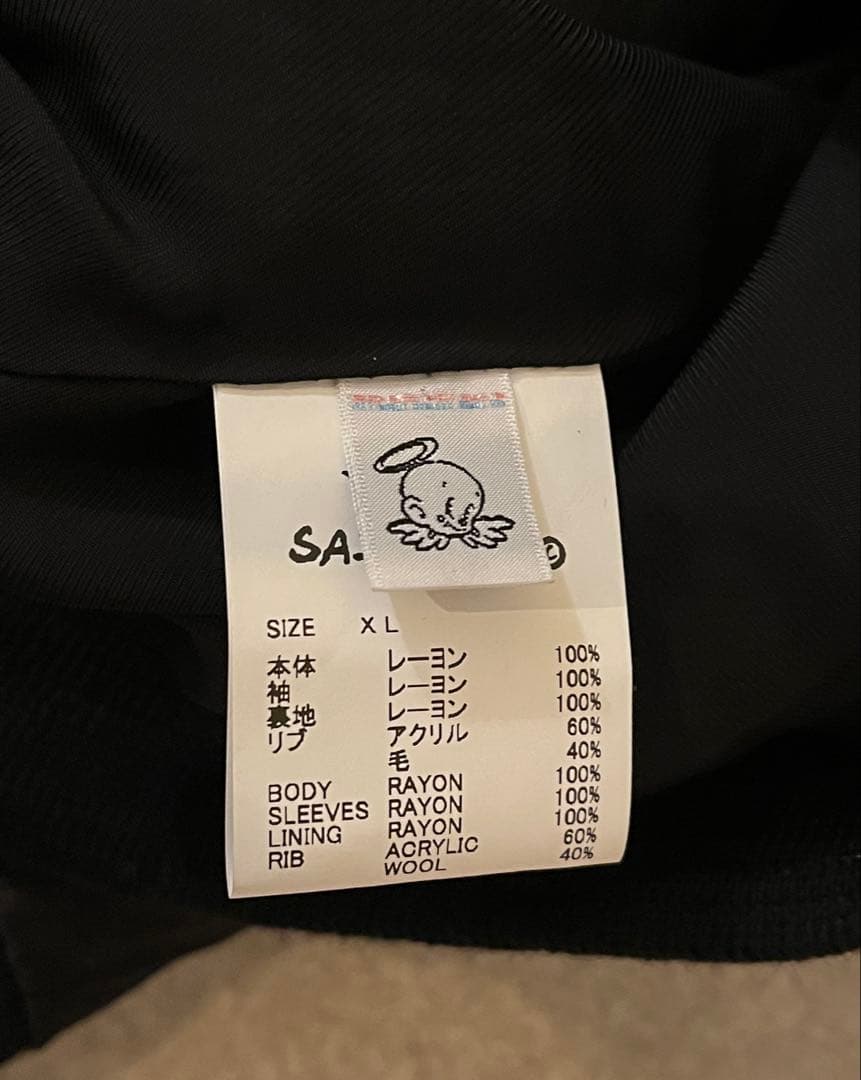 SA
©
SIZE XL
本体 レーヨン 100%
袖 レーヨン 100%
裏地 レーヨン 100%
リブ アクリル 60%
毛 40%
BODY RAYON 100%
SLEEVES RAYON 100%
LINING RAYON 100%
RIB ACRYLIC 60%
WOOL 40%